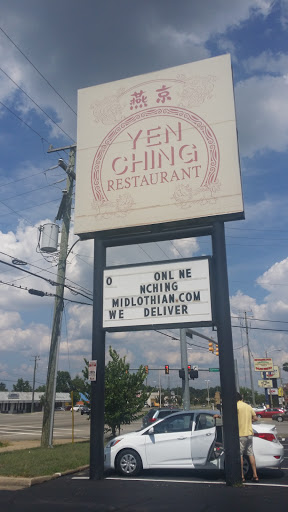 燕京
YEN
CHING
RESTAURANT
O ONL NE
NCHING
MIDLOTHIAN.COM
WE DELIVER